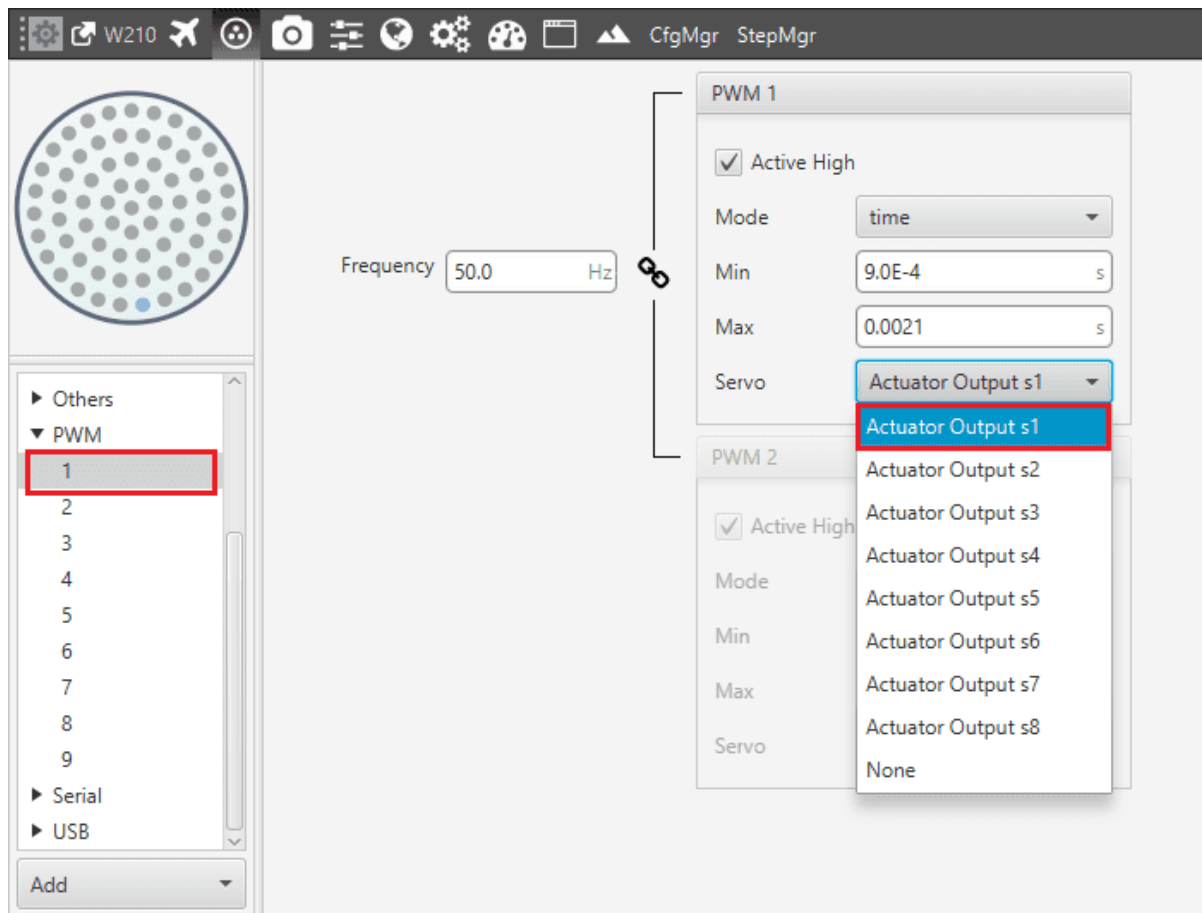 W210 CfgMgr StepMgr
Others
PWM
1
2
3
4
5
6
7
8
9
Serial
USB
Add
Frequency 50.0 Hz
PWM 1
Active High
Mode time
Min 9.0E-4 s
Max 0.0021 s
Servo Actuator Output s1
Actuator Output s1
Actuator Output s2
Actuator Output s3
Actuator Output s4
Actuator Output s5
Actuator Output s6
Actuator Output s7
Actuator Output s8
None
PWM 2
Active High
Mode
Min
Max
Servo